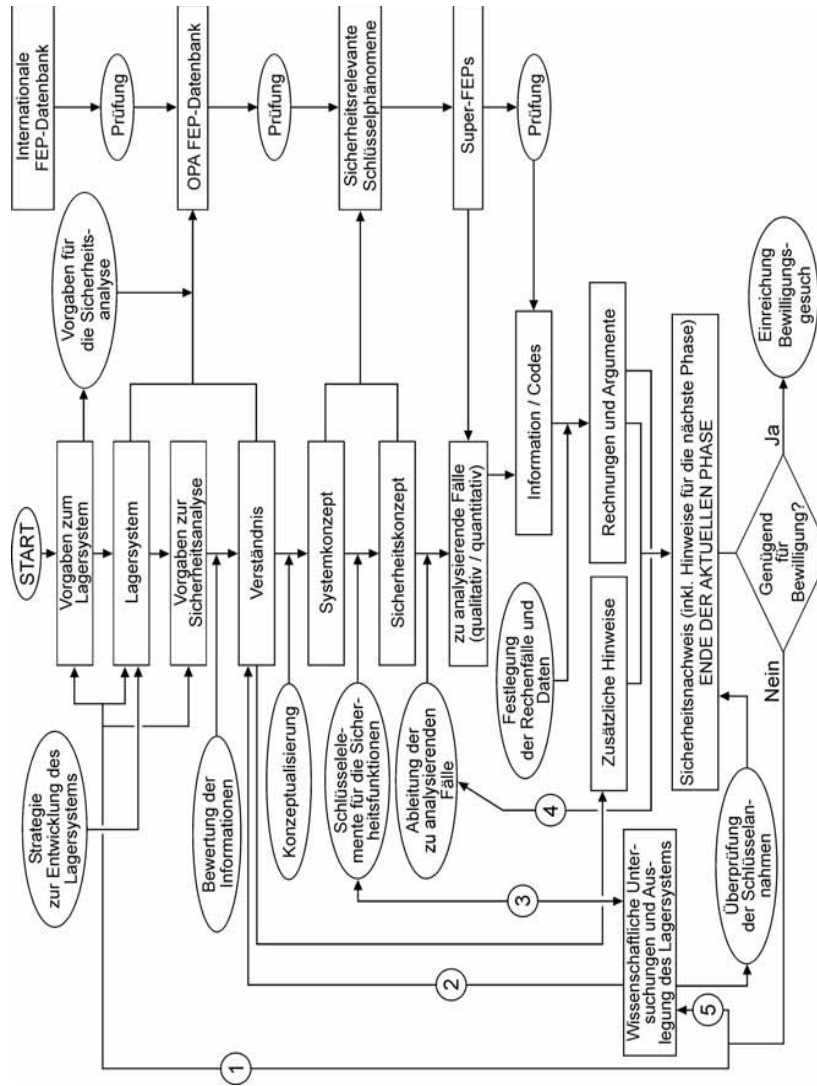 START
Strategie
zur Entwicklung des
Lagersystems
Vorgaben zum
Lagersystem
Lagersystem
Vorgaben zur
Sicherheitsanalyse
Bewertung der
Informationen
Verständnis
Konzeptualisierung
Systemkonzept
Schlüsselele-
mente für die Sicher-
heitsfunktionen
Sicherheitskonzept
Ableitung der
zu analysierenden
Fälle
zu analysierende Fälle
(qualitativ / quantitativ)
Internationale
FEP-Datenbank
Prüfung
Vorgaben für
die Sicherheits-
analyse
OPA FEP-Datenbank
Prüfung
Sicherheitsrelevante
Schlüsselphänomene
Super-FEPs
Prüfung
Information / Codes
Festlegung
der Rechenfälle und
Daten
Zusätzliche Hinweise
Rechnungen und Argumente
1
2
3
4
5
Wissenschaftliche Unter-
suchungen und Aus-
legung des Lagersystems
Überprüfung
der Schlüsselan-
nahmen
Sicherheitsnachweis (inkl. Hinweise für die nächste Phase)
ENDE DER AKTUELLEN PHASE
Genügend
für
Bewilligung?
Nein
Ja
Einreichung
Bewilligungs-
gesuch